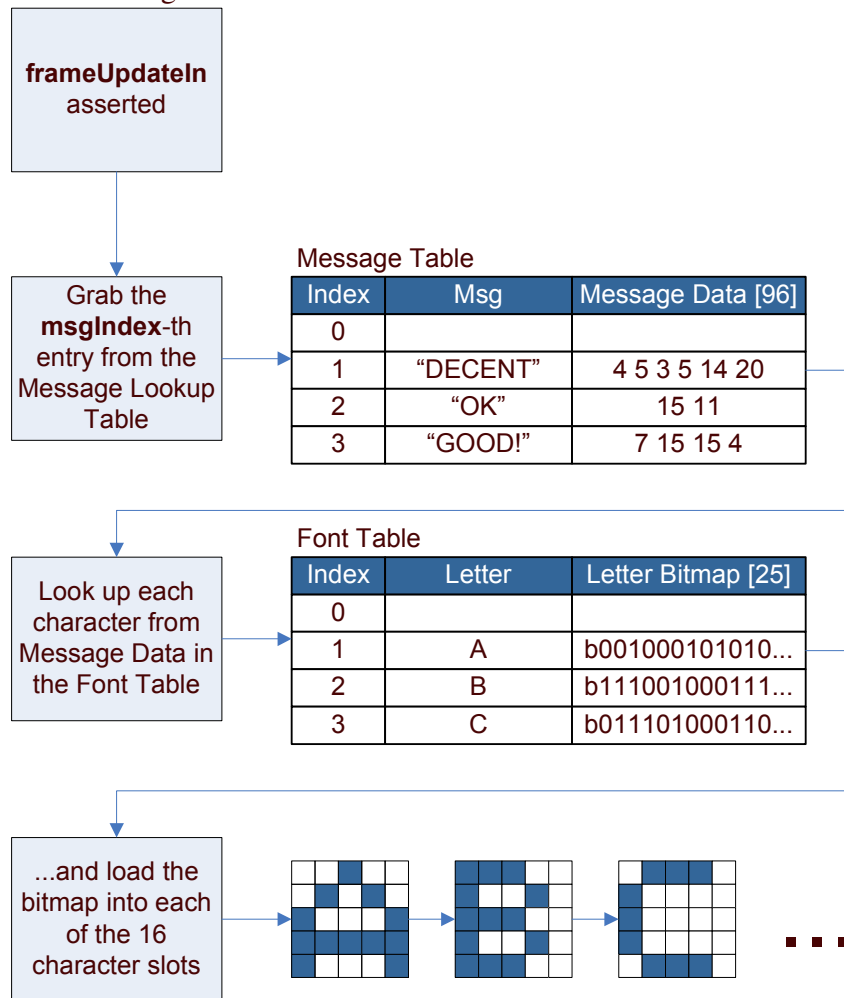 frameUpdateIn
asserted
Message Table
Grab the
msgIndex-th
entry from the
Message Lookup
Table
Index Msg Message Data [96]
0
1 “DECENT” 4 5 3 5 14 20
2 “OK” 15 11
3 “GOOD!” 7 15 15 4
Font Table
Look up each
character from
Message Data in
the Font Table
Index Letter Letter Bitmap [25]
0
1 A b001000101010...
2 B b111001000111...
3 C b011101000110...
...and load the
bitmap into each
of the 16
character slots